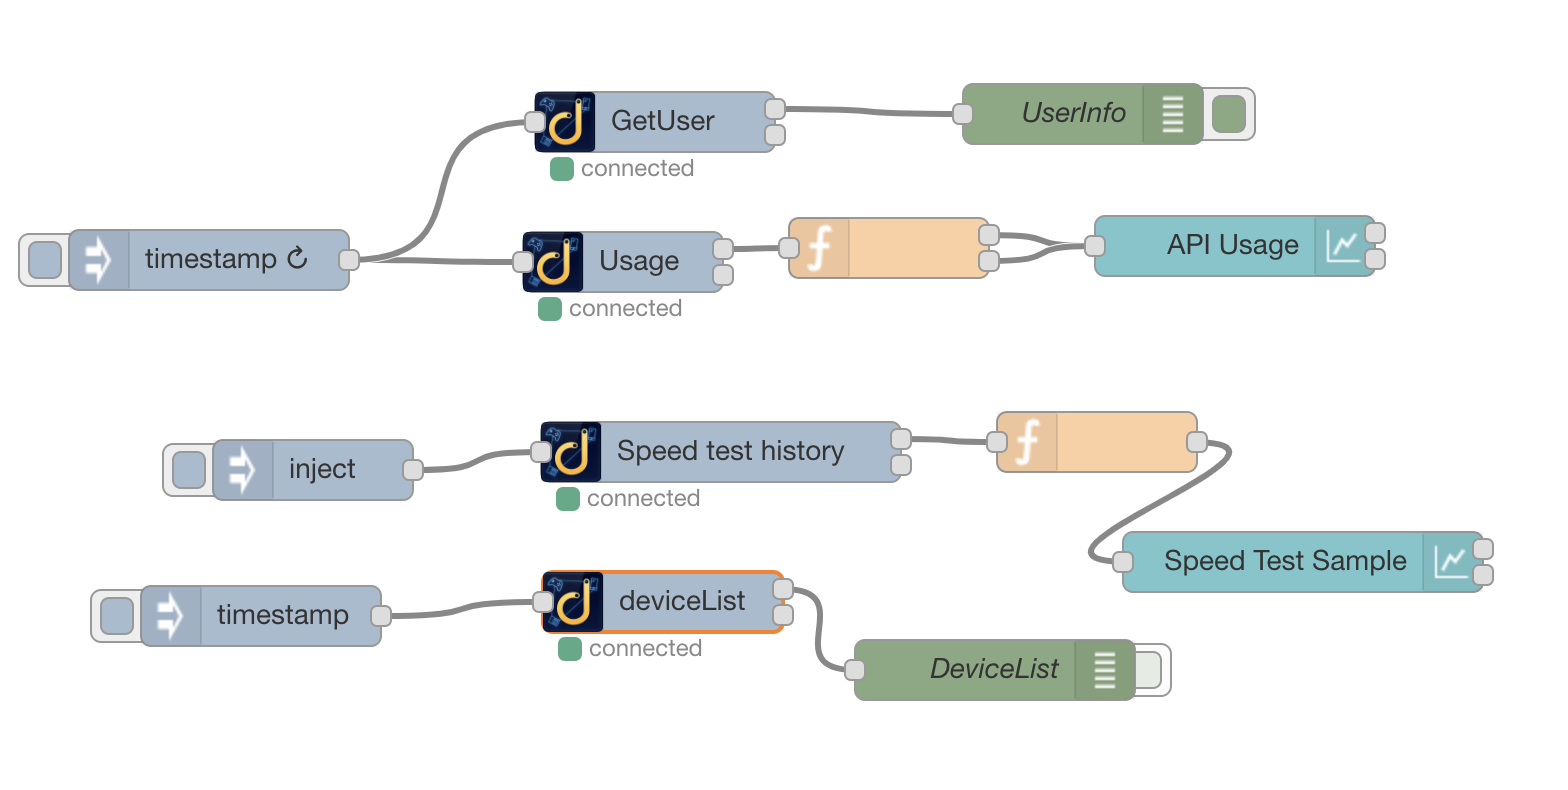 GetUser
connected
UserInfo
timestamp ↻
Usage
connected
API Usage
inject
Speed test history
connected
Speed Test Sample
timestamp
deviceList
connected
DeviceList